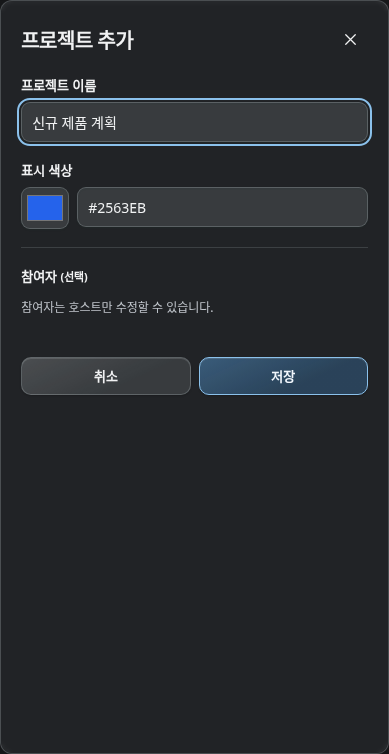 프로젝트 추가
프로젝트 이름
신규 제품 계획
표시 색상
#2563EB
참여자 (선택)
참여자는 호스트만 수정할 수 있습니다.
취소
저장